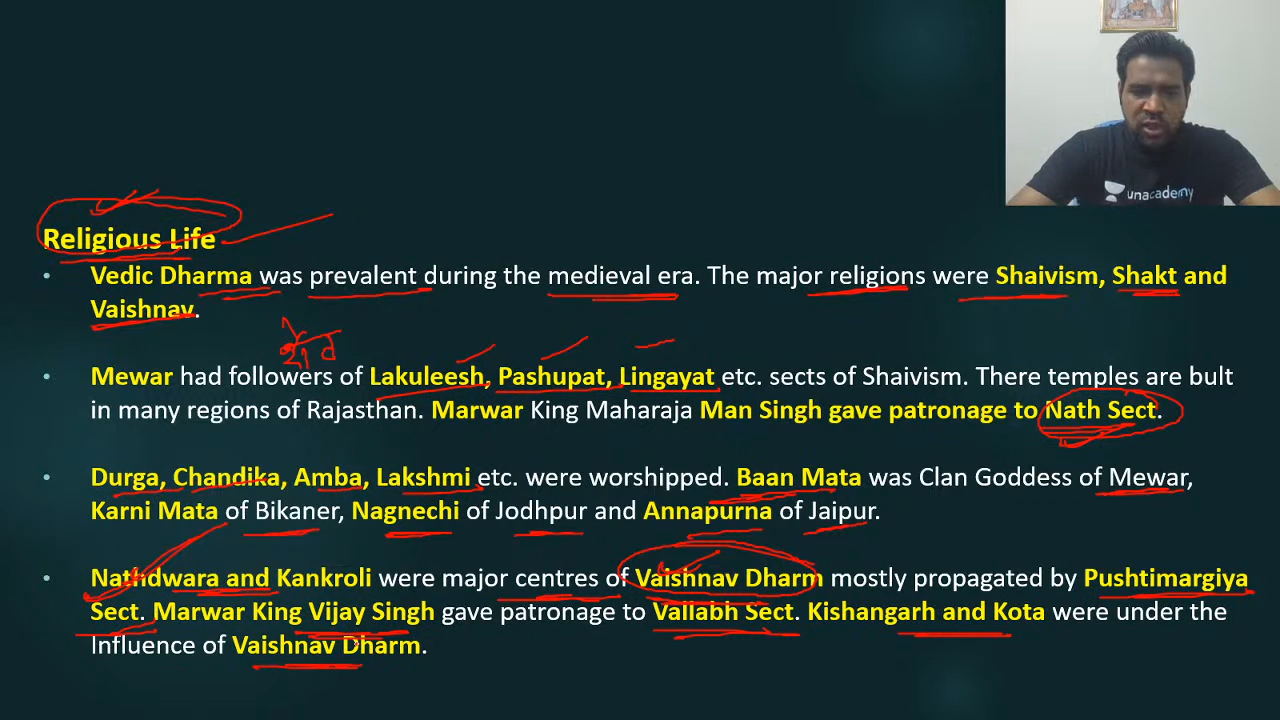 unacademy
Religious Life
• Vedic Dharma was prevalent during the medieval era. The major religions were Shaivism, Shakt and
Vaishnav.
• Mewar had followers of Lakuleesh, Pashupat, Lingayat etc. sects of Shaivism. There temples are bult
in many regions of Rajasthan. Marwar King Maharaja Man Singh gave patronage to Nath Sect.
• Durga, Chandika, Amba, Lakshmi etc. were worshipped. Baan Mata was Clan Goddess of Mewar,
Karni Mata of Bikaner, Nagnechi of Jodhpur and Annapurna of Jaipur.
• Nathdwara and Kankroli were major centres of Vaishnav Dharm mostly propagated by Pushtimargiya
Sect. Marwar King Vijay Singh gave patronage to Vallabh Sect. Kishangarh and Kota were under the
Influence of Vaishnav Dharm.